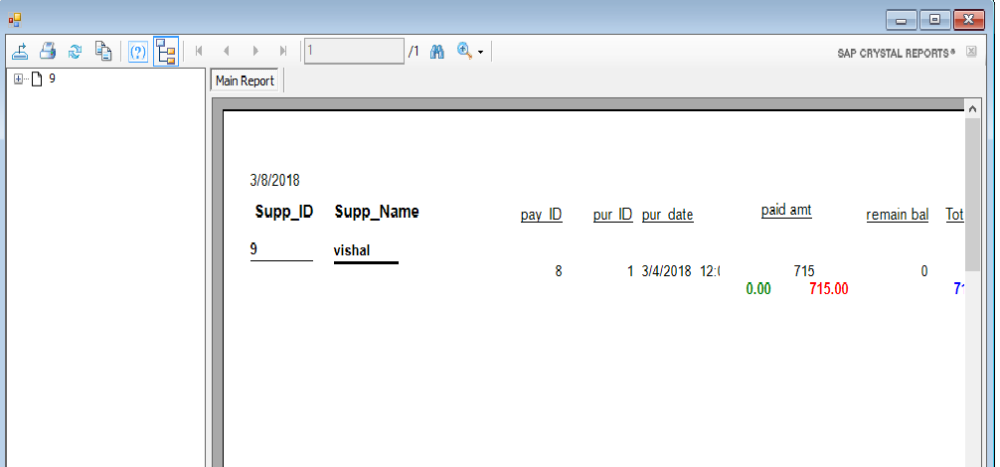 1 /1 SAP CRYSTAL REPORTS®
9
Main Report
3/8/2018
Supp_ID Supp_Name pay_ID pur_ID pur_date paid amt remain bal Tot
9 vishal
8 1 3/4/2018 12:0 715 0
0.00 715.00 71